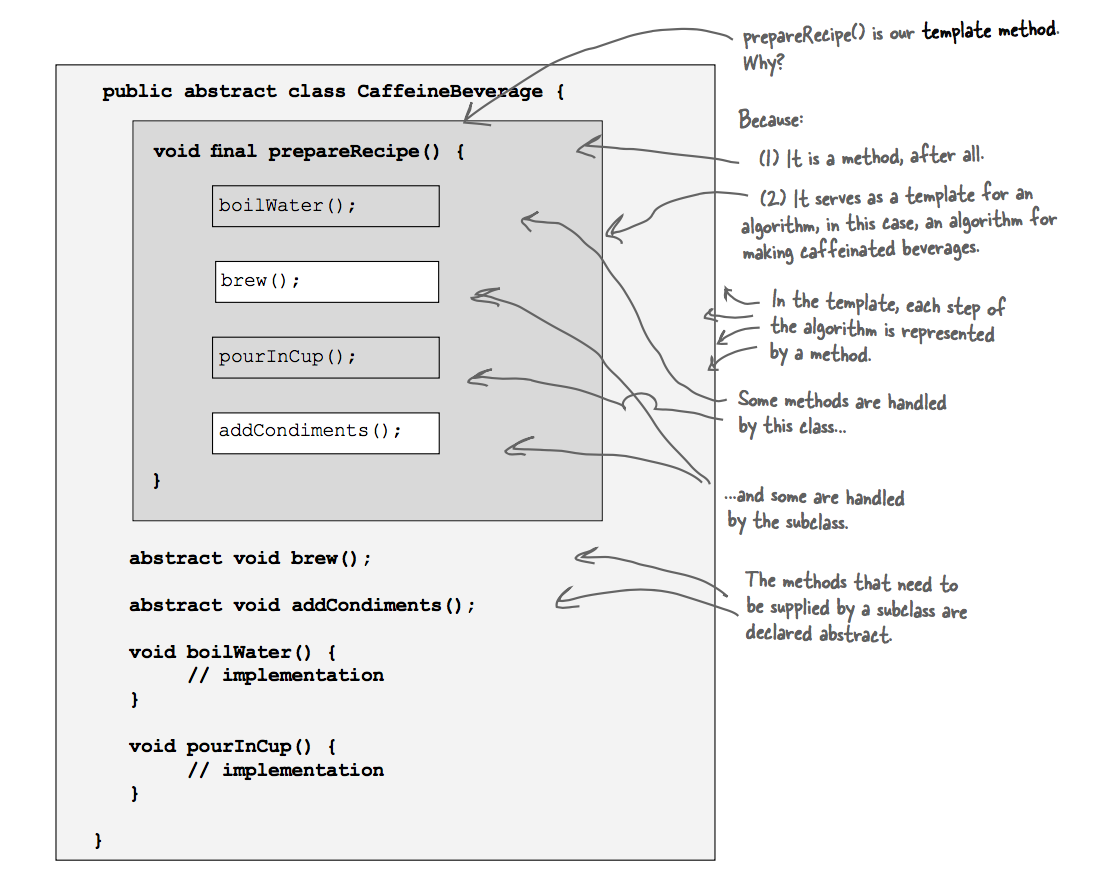 public abstract class CaffeineBeverage {
void final prepareRecipe() {
boilWater();
brew();
pourInCup();
addCondiments();
}
abstract void brew();
abstract void addCondiments();
void boilWater() {
// implementation
}
void pourInCup() {
// implementation
}
}
prepareRecipe() is our template method.
Why?
Because:
(1) It is a method, after all.
(2) It serves as a template for an
algorithm, in this case, an algorithm for
making caffeinated beverages.
In the template, each step of
the algorithm is represented
by a method.
Some methods are handled
by this class...
...and some are handled
by the subclass.
The methods that need to
be supplied by a subclass are
declared abstract.